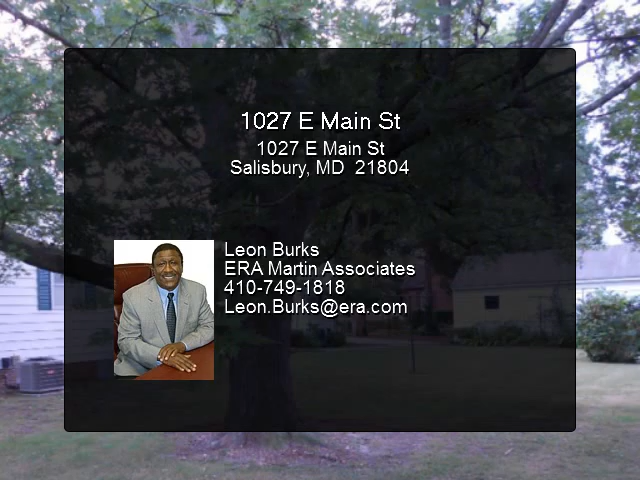 1027 E Main St
1027 E Main St
Salisbury, MD  21804
Leon Burks
ERA Martin Associates
410-749-1818
Leon.Burks@era.com